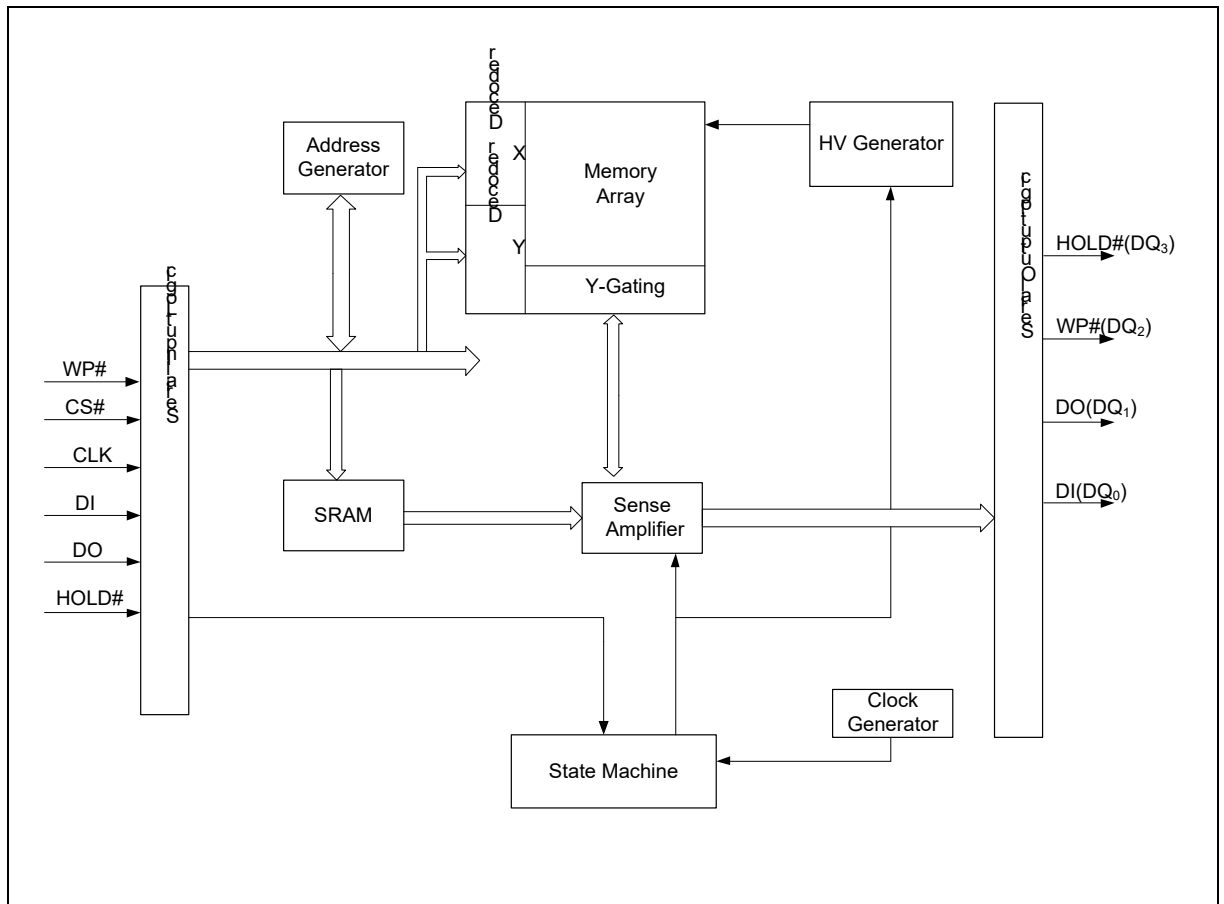 X Decoder
Y Decoder
Address
Generator
Memory
Array
HV Generator
Y-Gating
Serial Input Logic
Serial Output Logic
HOLD#(DQ₃)
WP#(DQ₂)
DO(DQ₁)
DI(DQ₀)
WP#
CS#
CLK
DI
DO
HOLD#
SRAM
Sense
Amplifier
Clock
Generator
State Machine